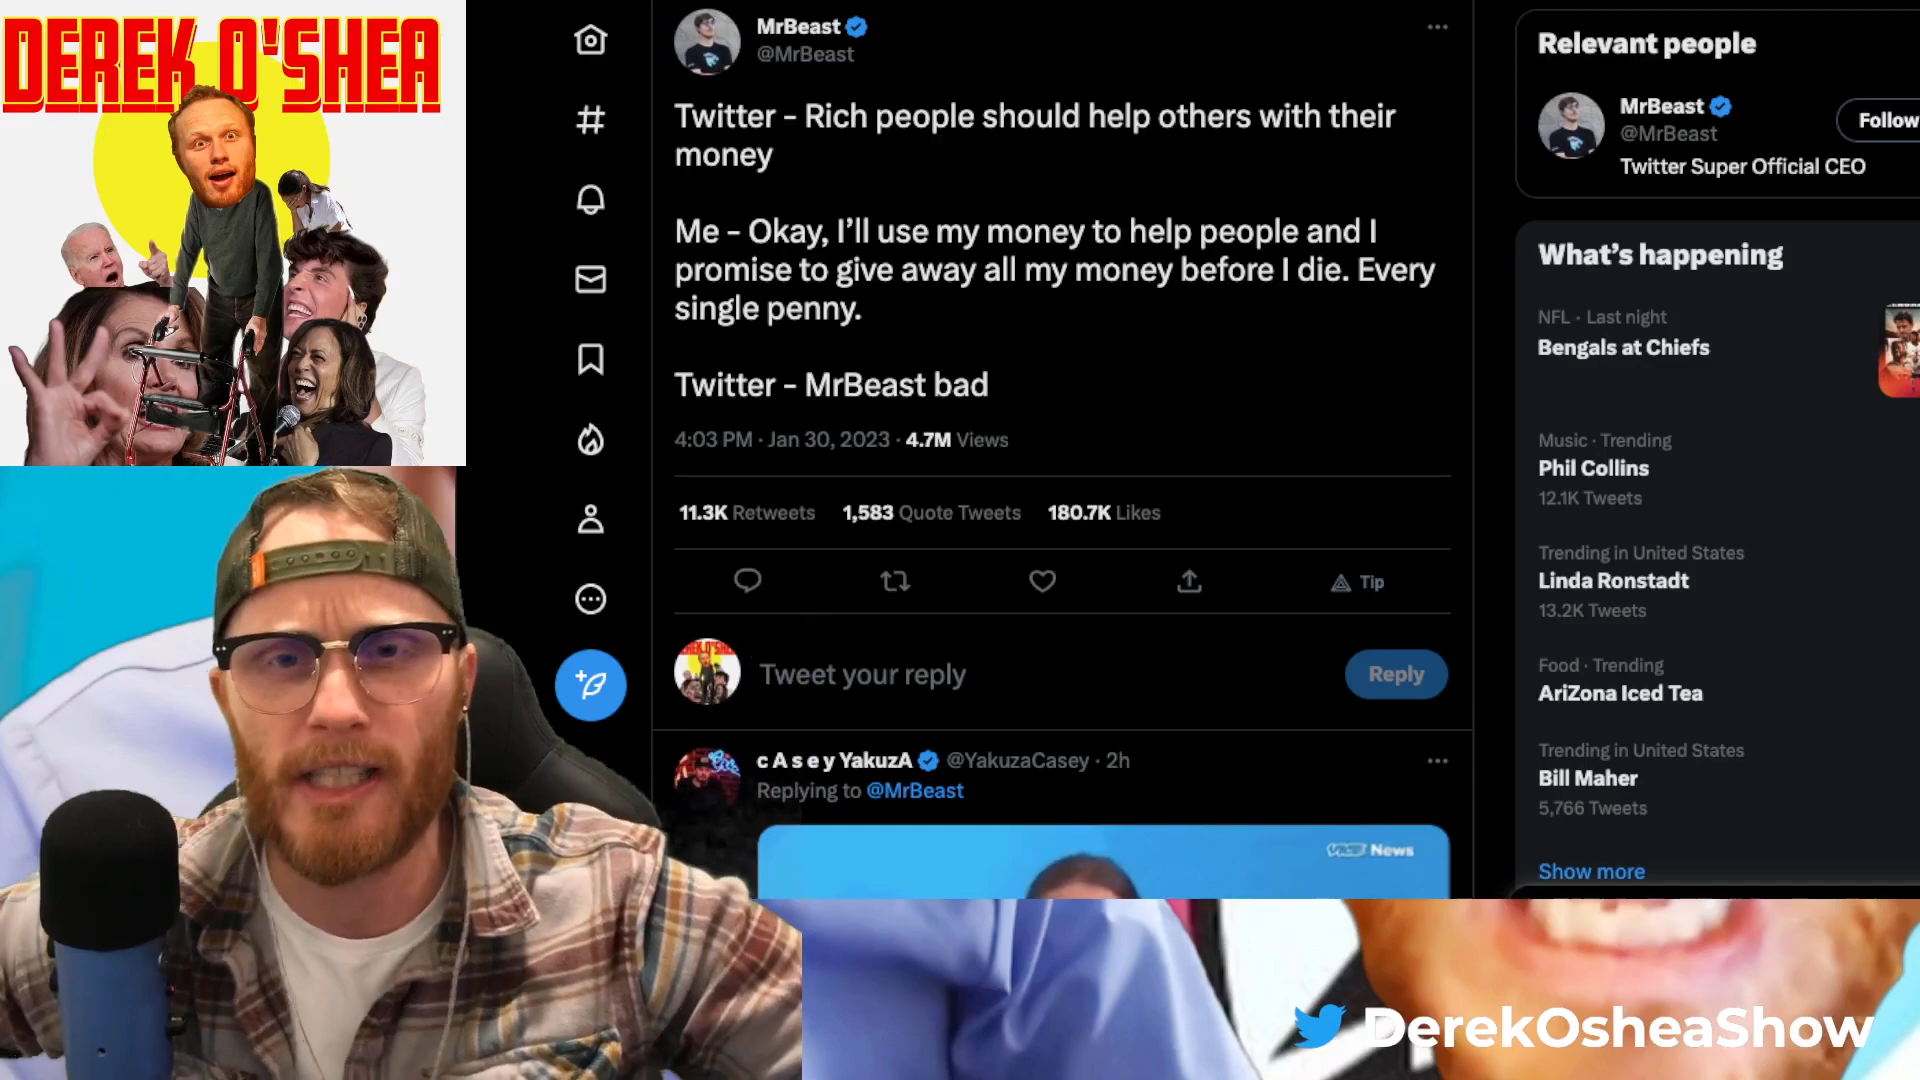 DEREK O'SHEA
MrBeast
@MrBeast
Twitter - Rich people should help others with their
money
Me - Okay, I'll use my money to help people and I
promise to give away all my money before I die. Every
single penny.
Twitter - MrBeast bad
4:03 PM · Jan 30, 2023 · 4.7M Views
11.3K Retweets 1,583 Quote Tweets 180.7K Likes
Tip
Tweet your reply
Reply
cAsey YakuzA @YakuzaCasey · 2h
Replying to @MrBeast
VICE News
Relevant people
MrBeast
@MrBeast
Follow
Twitter Super Official CEO
What's happening
NFL · Last night
Bengals at Chiefs
Music · Trending
Phil Collins
12.1K Tweets
Trending in United States
Linda Ronstadt
13.2K Tweets
Food · Trending
AriZona Iced Tea
Trending in United States
Bill Maher
5,766 Tweets
Show more
DerekOsheaShow